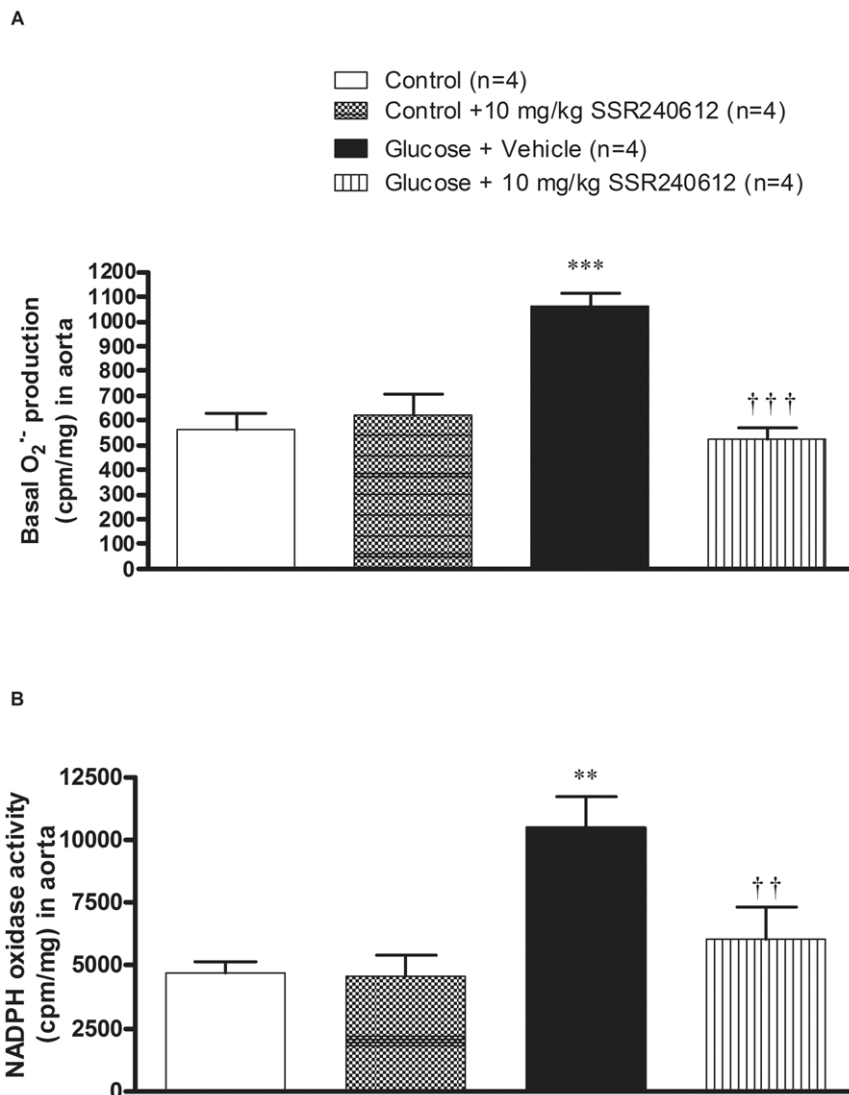 A
Control (n=4)
Control +10 mg/kg SSR240612 (n=4)
Glucose + Vehicle (n=4)
Glucose + 10 mg/kg SSR240612 (n=4)
Basal O₂˙⁻ production
(cpm/mg) in aorta
1200
1100
1000
900
800
700
600
500
400
300
200
100
0
***
†††
B
NADPH oxidase activity
(cpm/mg) in aorta
12500
10000
7500
5000
2500
0
**
††